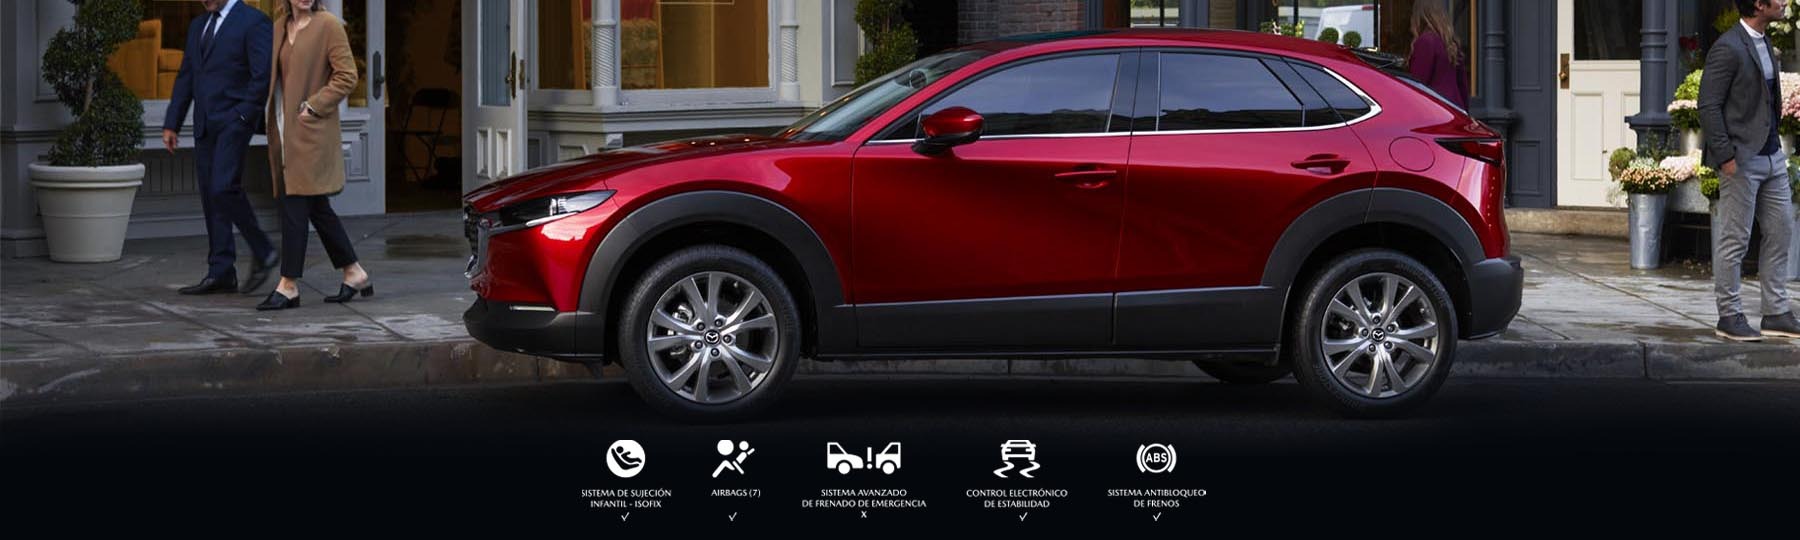 SISTEMA DE SUJECIÓN
INFANTIL - ISOFIX
✓
AIRBAGS (7)
✓
SISTEMA AVANZADO
DE FRENADO DE EMERGENCIA
X
CONTROL ELECTRÓNICO
DE ESTABILIDAD
✓
ABS
SISTEMA ANTIBLOQUEO
DE FRENOS
✓